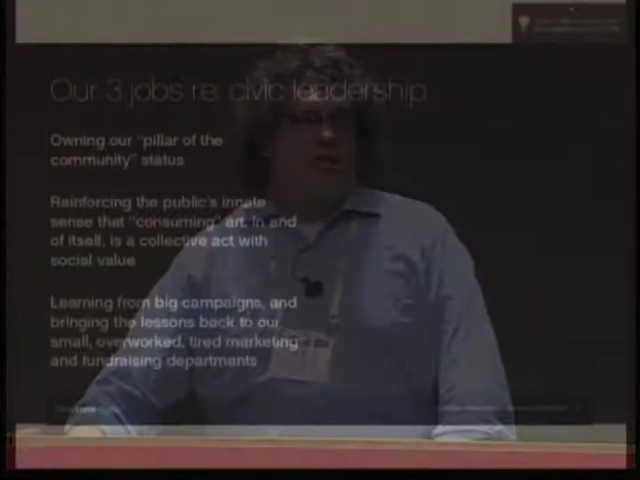 Our 3 jobs re: civic leadership
Owning our "pillar of the
community" status
Reinforcing the public's innate
sense that "consuming" art, in and
of itself, is a collective act with
social value
Learning from big campaigns, and
bringing the lessons back to our
small, overworked, tired marketing
and fundraising departments